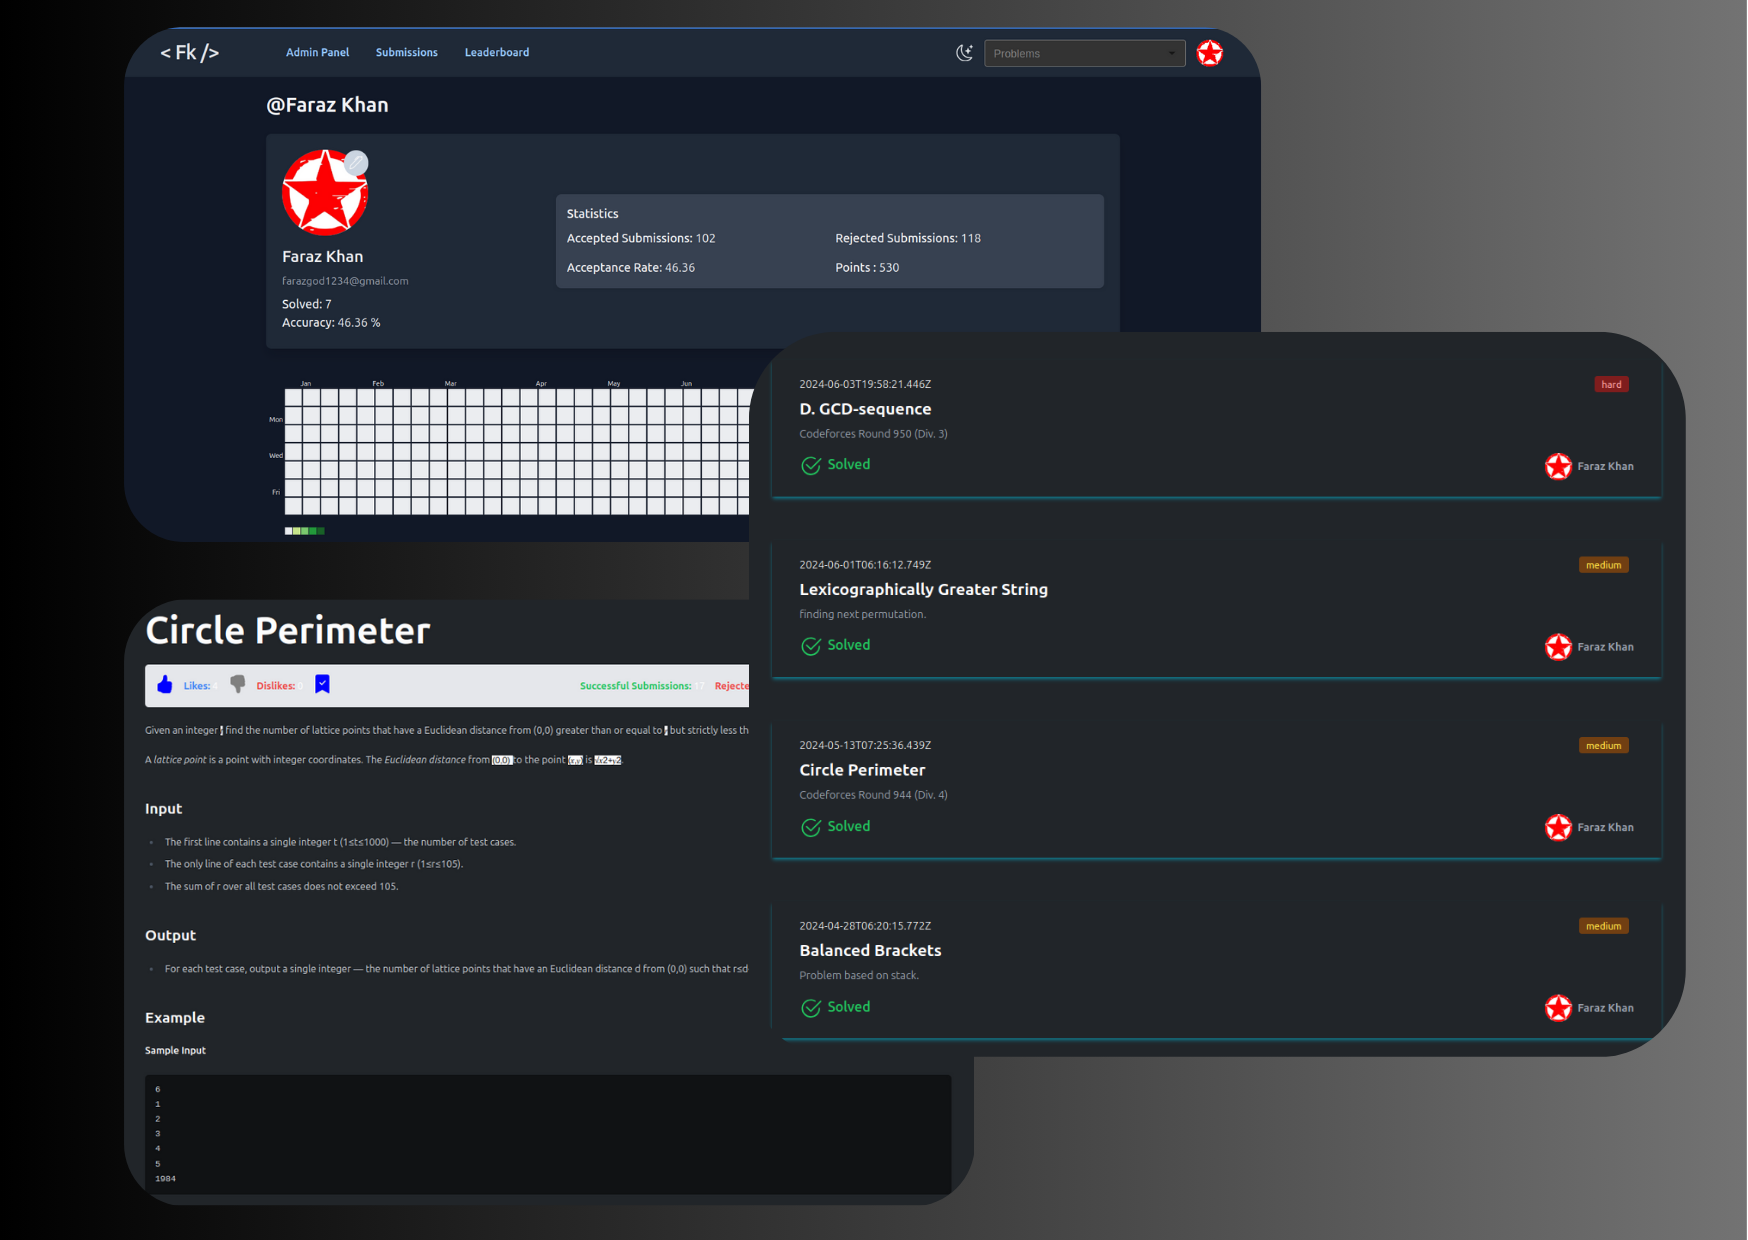 < Fk />
Admin Panel Submissions Leaderboard
Problems
@Faraz Khan
Faraz Khan
farazgod1234@gmail.com
Solved: 7
Accuracy: 46.36 %
Statistics
Accepted Submissions: 102 Rejected Submissions: 118
Acceptance Rate: 46.36 Points : 530
Jan Feb Mar Apr May Jun
Mon
Wed
Fri
2024-06-03T19:58:21.446Z hard
D. GCD-sequence
Codeforces Round 950 (Div. 3)
Solved Faraz Khan
2024-06-01T06:16:12.749Z medium
Lexicographically Greater String
finding next permutation.
Solved Faraz Khan
2024-05-13T07:25:36.439Z medium
Circle Perimeter
Codeforces Round 944 (Div. 4)
Solved Faraz Khan
2024-04-28T06:20:15.772Z medium
Balanced Brackets
Problem based on stack.
Solved Faraz Khan
Circle Perimeter
Likes: Dislikes: Successful Submissions: Rejecte
Given an integer find the number of lattice points that have a Euclidean distance from (0,0) greater than or equal to but strictly less th
A lattice point is a point with integer coordinates. The Euclidean distance from (0,0) to the point is
Input
The first line contains a single integer t (1≤t≤1000) — the number of test cases.
The only line of each test case contains a single integer r (1≤r≤105).
The sum of r over all test cases does not exceed 105.
Output
For each test case, output a single integer — the number of lattice points that have an Euclidean distance d from (0,0) such that r≤d
Example
Sample Input
6
1
2
3
4
5
1984